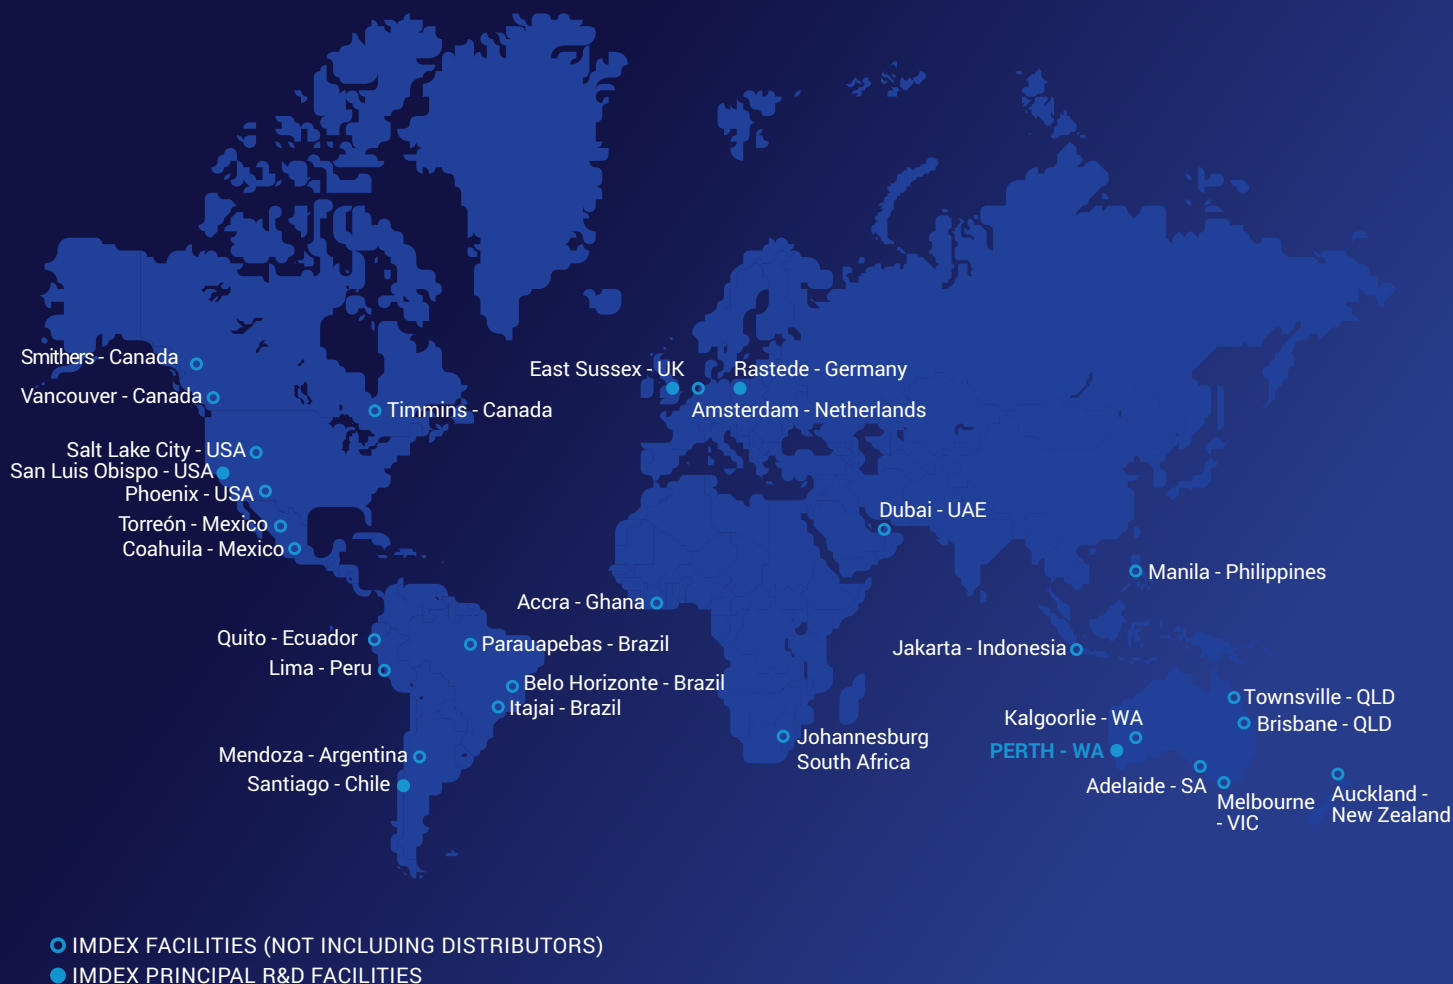 Smithers - Canada
East Sussex - UK
Rastede - Germany
Vancouver - Canada
Timmins - Canada
Amsterdam - Netherlands
Salt Lake City - USA
San Luis Obispo - USA
Phoenix - USA
Dubai - UAE
Torreón - Mexico
Coahuila - Mexico
Manila - Philippines
Accra - Ghana
Quito - Ecuador
Parauapebas - Brazil
Jakarta - Indonesia
Lima - Peru
Belo Horizonte - Brazil
Itajai - Brazil
Townsville - QLD
Kalgoorlie - WA
Brisbane - QLD
Johannesburg
South Africa
PERTH - WA
Mendoza - Argentina
Santiago - Chile
Adelaide - SA
Melbourne
- VIC
Auckland -
New Zealand
IMDEX FACILITIES (NOT INCLUDING DISTRIBUTORS)
IMDEX PRINCIPAL R&D FACILITIES